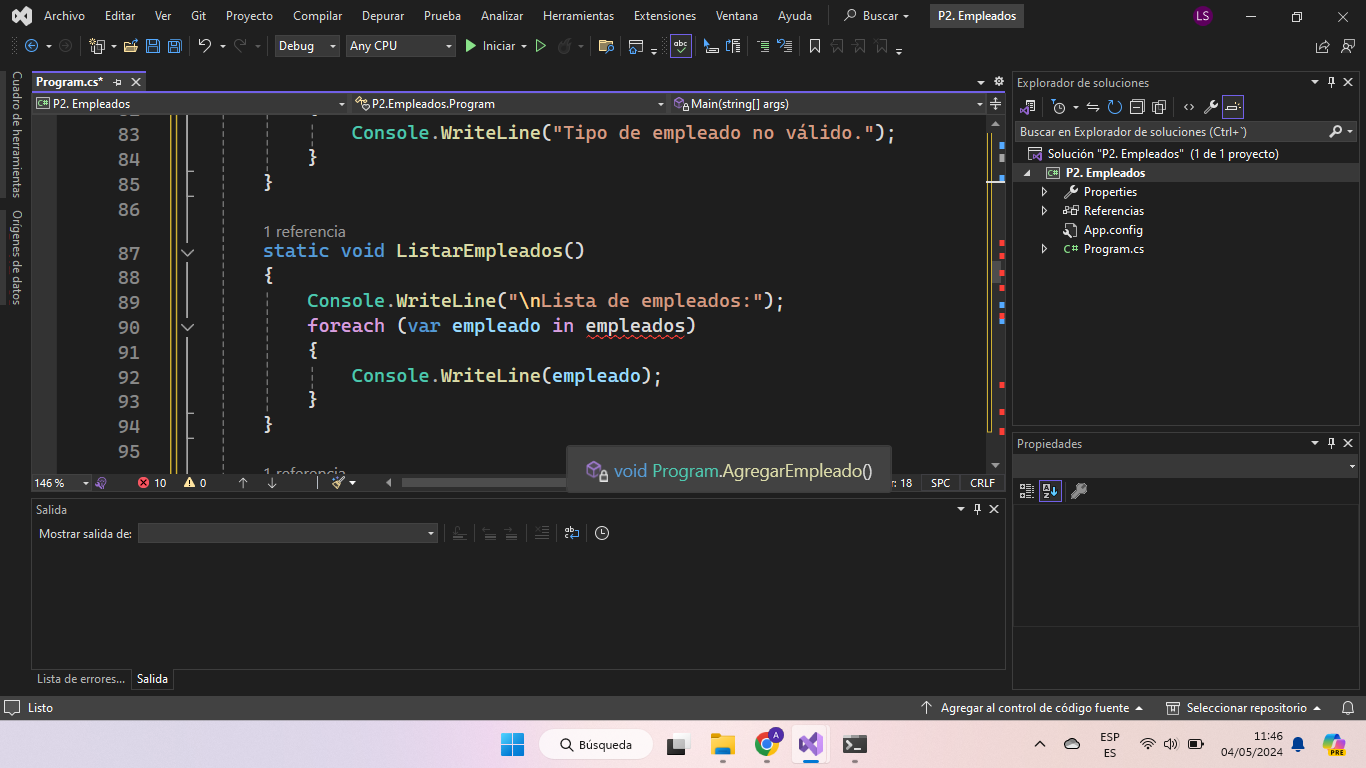 Archivo Editar Ver Git Proyecto Compilar Depurar Prueba Analizar Herramientas Extensiones Ventana Ayuda Buscar P2. Empleados LS
Debug Any CPU Iniciar abc
Cuadro de herramientas
Orígenes de datos
Program.cs*
P2. Empleados P2.Empleados.Program Main(string[] args)
83 Console.WriteLine("Tipo de empleado no válido.");
84 }
85 }
86
1 referencia
87 static void ListarEmpleados()
88 {
89 Console.WriteLine("\nLista de empleados:");
90 foreach (var empleado in empleados)
91 {
92 Console.WriteLine(empleado);
93 }
94 }
95
1 referencia
void Program.AgregarEmpleado()
146 % 10 0 r: 18 SPC CRLF
Salida
Mostrar salida de:
Lista de errores... Salida
Explorador de soluciones
Buscar en Explorador de soluciones (Ctrl+`)
Solución "P2. Empleados" (1 de 1 proyecto)
P2. Empleados
Properties
Referencias
App.config
C# Program.cs
Propiedades
Listo Agregar al control de código fuente Seleccionar repositorio
Búsqueda A ESP
ES
11:46
04/05/2024
PRE